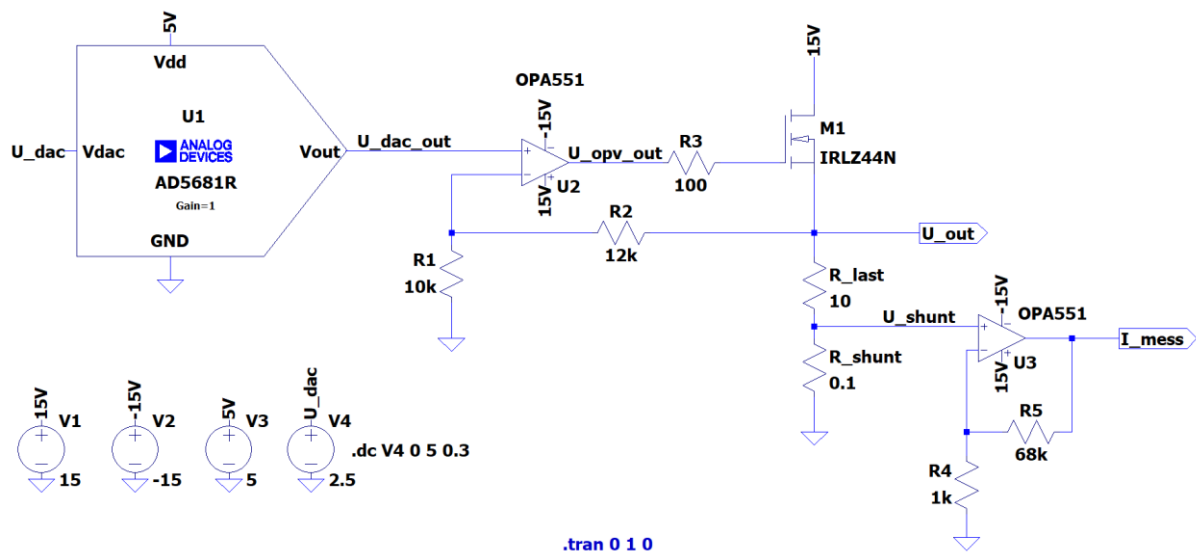 5V
Vdd
U1
U_dac
Vdac
ANALOG
DEVICES
AD5681R
Gain=1
Vout
GND
U_dac_out
OPA551
-15V
+
−
−
+
15V
U2
U_opv_out
R3
100
15V
M1
IRLZ44N
R2
12k
R1
10k
U_out
R_last
10
U_shunt
R_shunt
0.1
-15V
OPA551
+
−
−
+
15V
U3
I_mess
R5
68k
R4
1k
15V
V1
+
−
15
-15V
V2
+
−
-15
5V
V3
+
−
5
U_dac
V4
+
−
2.5
.dc V4 0 5 0.3
.tran 0 1 0